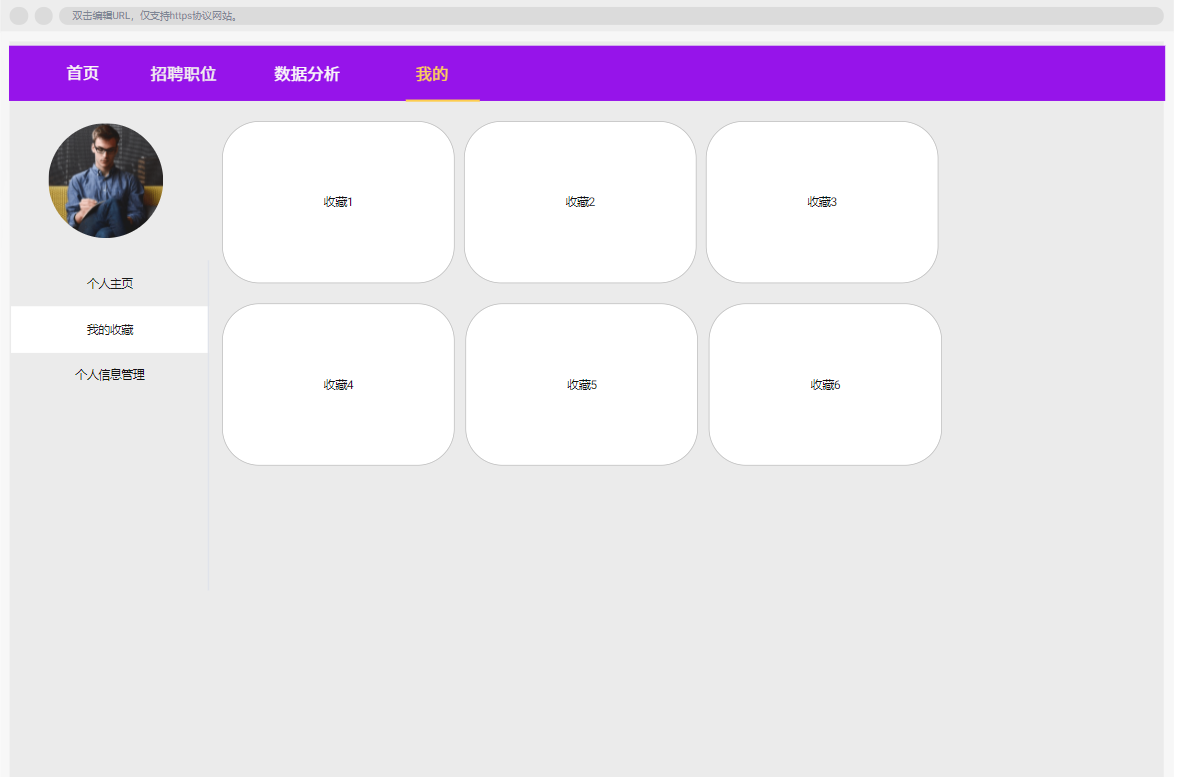 双击编辑URL，仅支持https协议网站。
首页 招聘职位 数据分析 我的
个人主页
我的收藏
个人信息管理
收藏1 收藏2 收藏3
收藏4 收藏5 收藏6